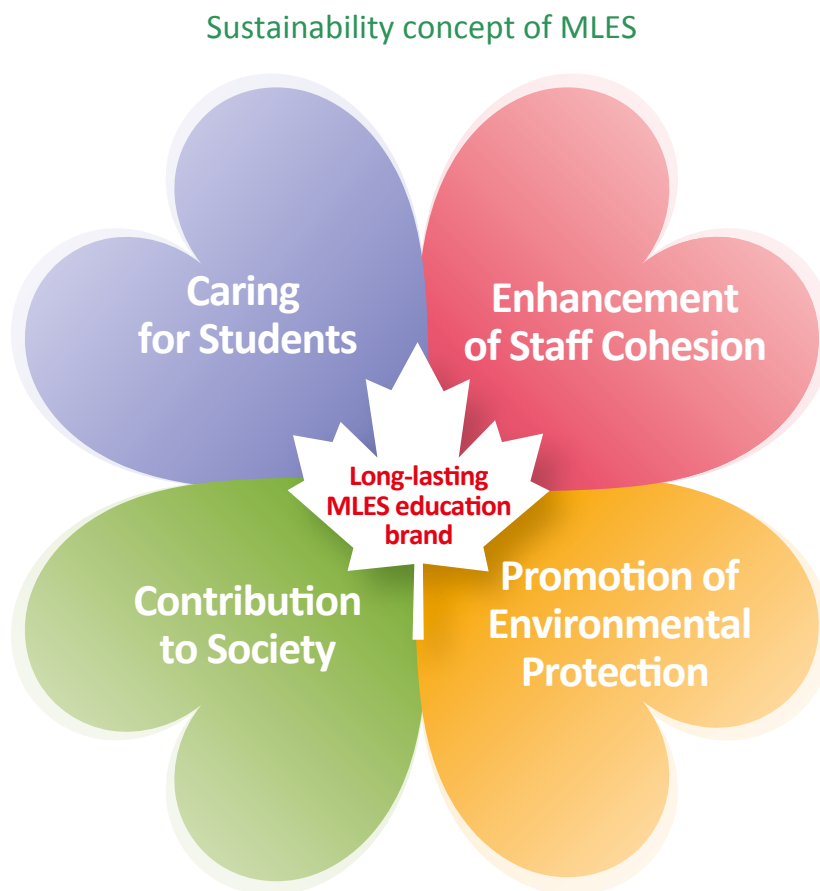 Sustainability concept of MLES
Caring
for Students
Enhancement
of Staff Cohesion
Long-lasting
MLES education
brand
Contribution
to Society
Promotion of
Environmental
Protection